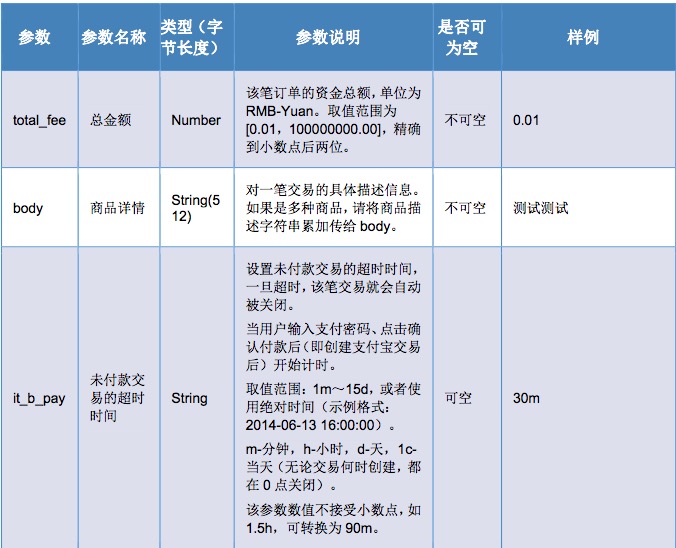 参数
参数名称
类型（字
节长度）
参数说明
是否可
为空
样例
total_fee
总金额
Number
该笔订单的资金总额，单位为
RMB-Yuan。取值范围为
[0.01，100000000.00]，精确
到小数点后两位。
不可空
0.01
body
商品详情
String(5
12)
对一笔交易的具体描述信息。
如果是多种商品，请将商品描
述字符串累加传给 body。
不可空
测试测试
it_b_pay
未付款交
易的超时
时间
String
设置未付款交易的超时时间，
一旦超时，该笔交易就会自动
被关闭。
当用户输入支付密码、点击确
认付款后（即创建支付宝交易
后）开始计时。
取值范围：1m～15d，或者使
用绝对时间（示例格式：
2014-06-13 16:00:00）。
m-分钟，h-小时，d-天，1c-
当天（无论交易何时创建，都
在 0 点关闭）。
该参数数值不接受小数点，如
1.5h，可转换为 90m。
可空
30m